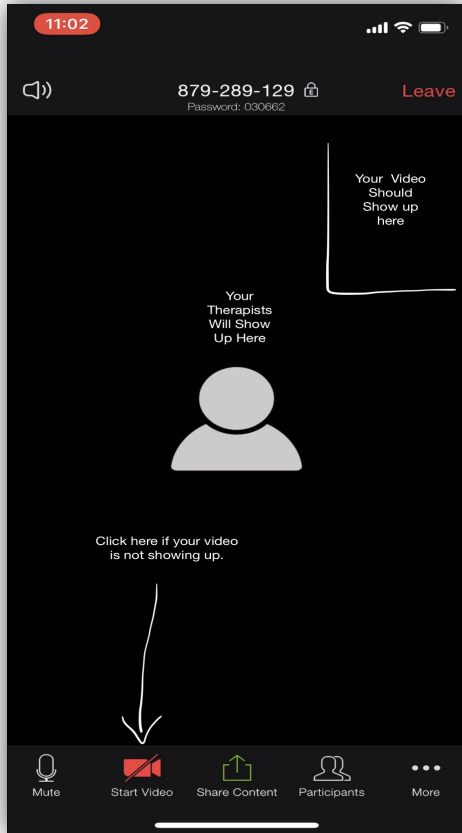 11:02
879-289-129
Leave
Password: 030662
Your Video
Should
Show up
here
Your
Therapists
Will Show
Up Here
Click here if your video
is not showing up.
Mute
Start Video
Share Content
Participants
More